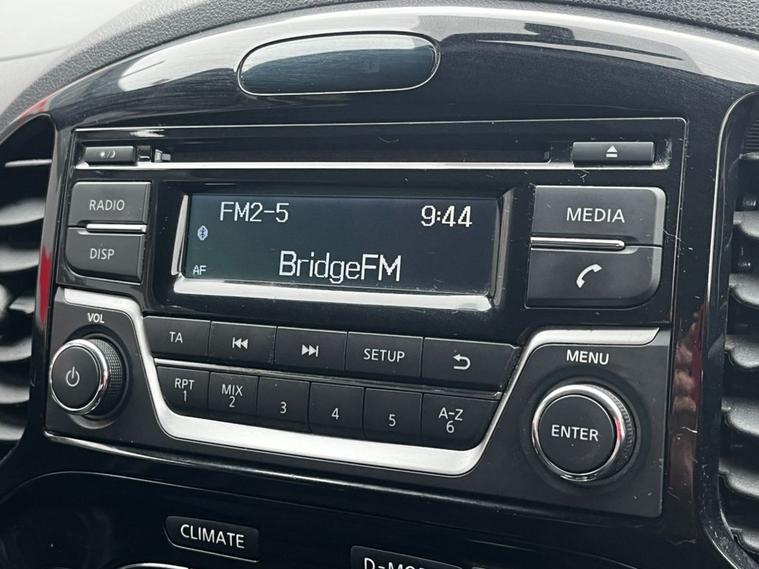 RADIO
DISP
FM2-5 9:44
AF BridgeFM
MEDIA
VOL
TA
SETUP
MENU
RPT
1
MIX
2
3
4
5
A-Z
6
ENTER
CLIMATE